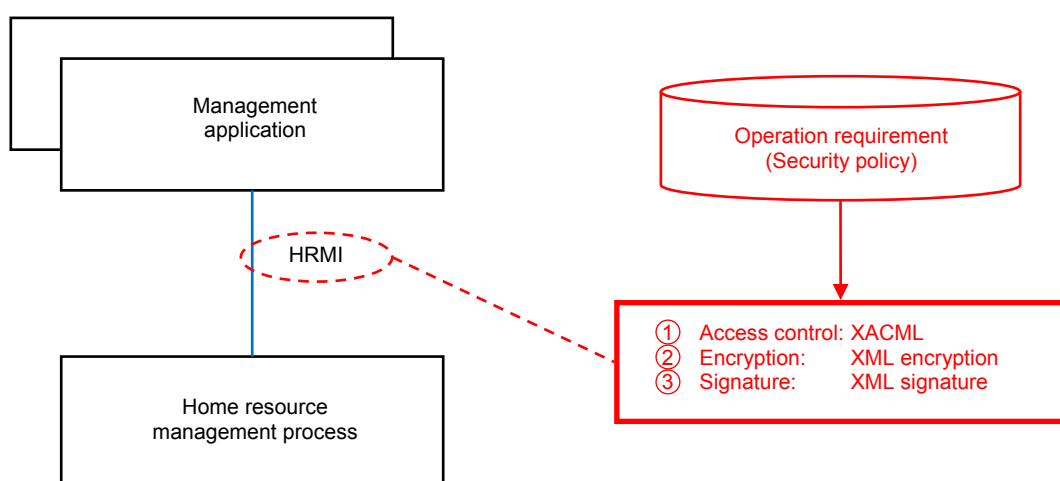 Management
application
Operation requirement
(Security policy)
HRMI
① Access control: XACML
② Encryption: XML encryption
③ Signature: XML signature
Home resource
management process